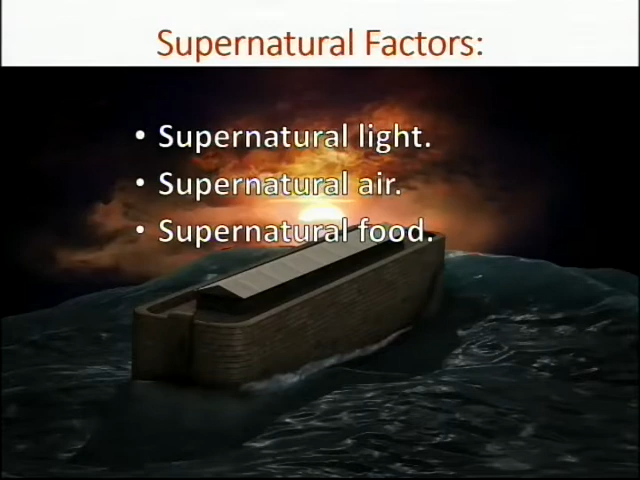 Supernatural Factors:
• Supernatural light.
• Supernatural air.
• Supernatural food.